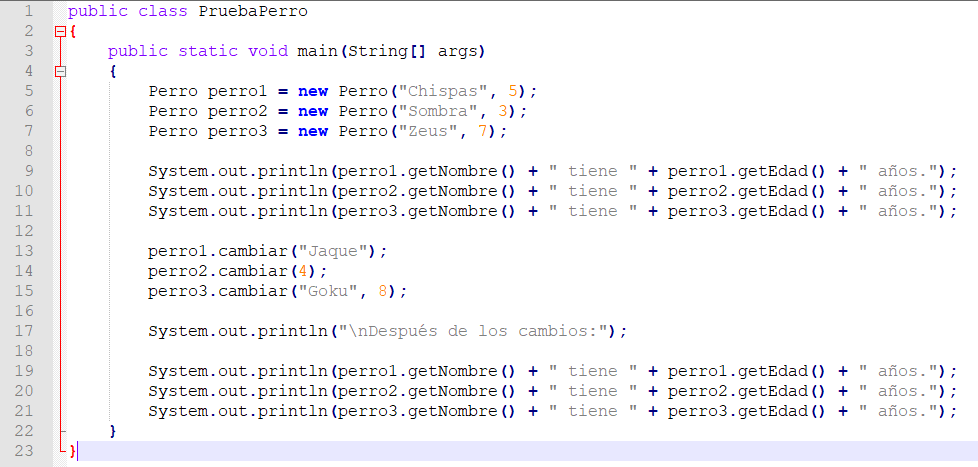 1 public class PruebaPerro
2 {
3 public static void main(String[] args)
4 {
5 Perro perro1 = new Perro("Chispas", 5);
6 Perro perro2 = new Perro("Sombra", 3);
7 Perro perro3 = new Perro("Zeus", 7);
8
9 System.out.println(perro1.getNombre() + " tiene " + perro1.getEdad() + " años.");
10 System.out.println(perro2.getNombre() + " tiene " + perro2.getEdad() + " años.");
11 System.out.println(perro3.getNombre() + " tiene " + perro3.getEdad() + " años.");
12
13 perro1.cambiar("Jaque");
14 perro2.cambiar(4);
15 perro3.cambiar("Goku", 8);
16
17 System.out.println("\nDespués de los cambios:");
18
19 System.out.println(perro1.getNombre() + " tiene " + perro1.getEdad() + " años.");
20 System.out.println(perro2.getNombre() + " tiene " + perro2.getEdad() + " años.");
21 System.out.println(perro3.getNombre() + " tiene " + perro3.getEdad() + " años.");
22 }
23 }